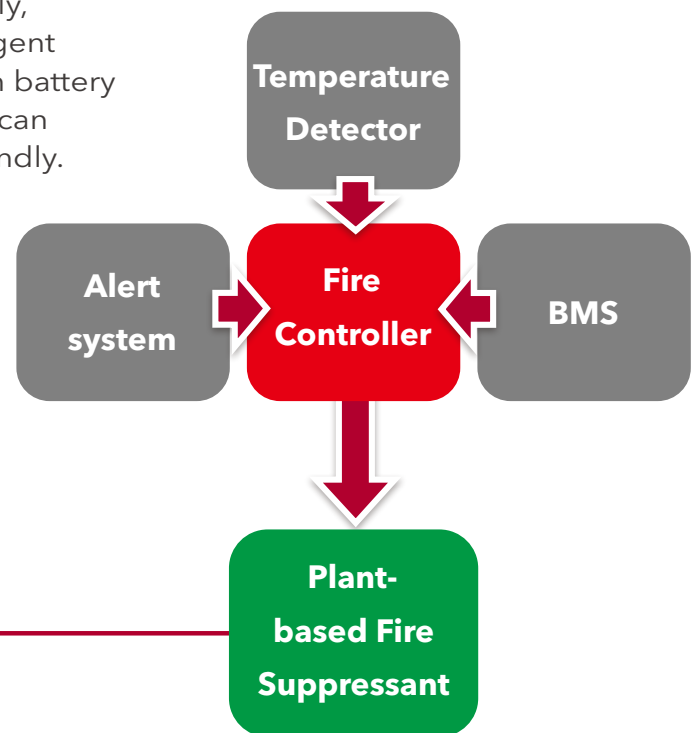 ly,
gent
battery
can
ndly.
Temperature
Detector
Alert
system
Fire
Controller
BMS
Plant-
based Fire
Suppressant